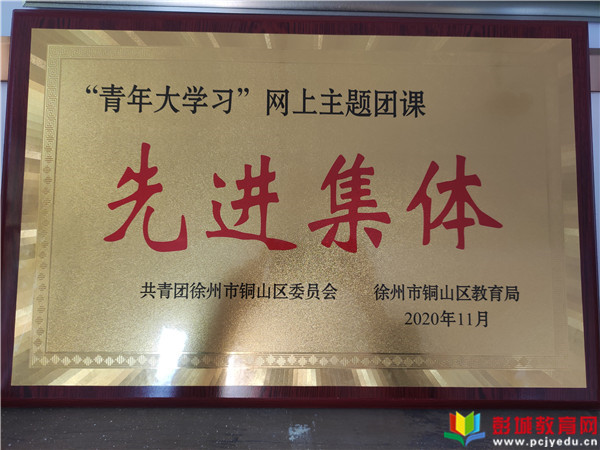 “青年大学习”网上主题团课
先进集体
共青团徐州市铜山区委员会 徐州市铜山区教育局
2020年11月
彭城教育网
www.pcjyedu.cn